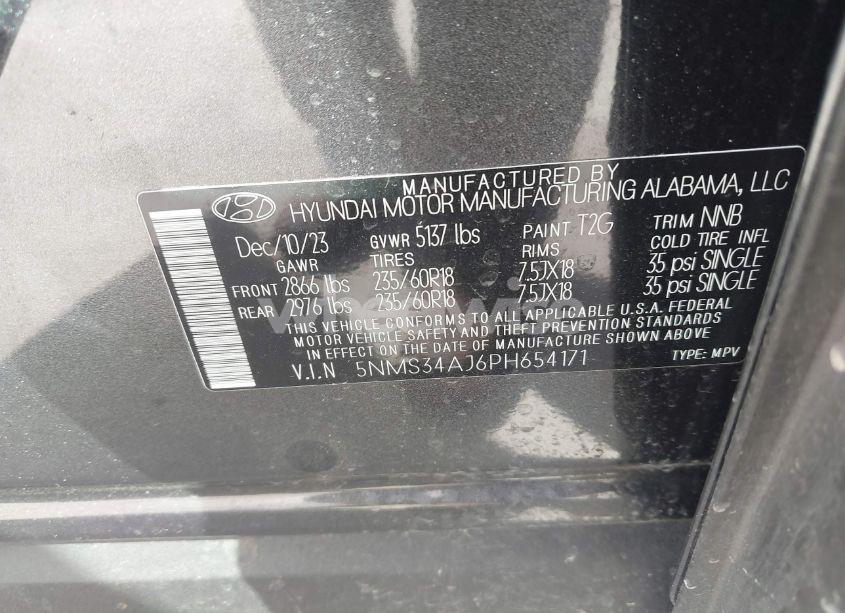 MANUFACTURED BY
HYUNDAI MOTOR MANUFACTURING ALABAMA, LLC
Dec/10/23 GVWR 5137 lbs PAINT T2G TRIM NNB
GAWR TIRES RIMS COLD TIRE INFL
FRONT 2866 lbs 235/60R18 7.5JX18 35 psi SINGLE
REAR 2976 lbs 235/60R18 7.5JX18 35 psi SINGLE
THIS VEHICLE CONFORMS TO ALL APPLICABLE U.S.A. FEDERAL
MOTOR VEHICLE SAFETY AND THEFT PREVENTION STANDARDS
IN EFFECT ON THE DATE OF MANUFACTURE SHOWN ABOVE
V.I.N 5NMS34AJ6PH654171 TYPE: MPV